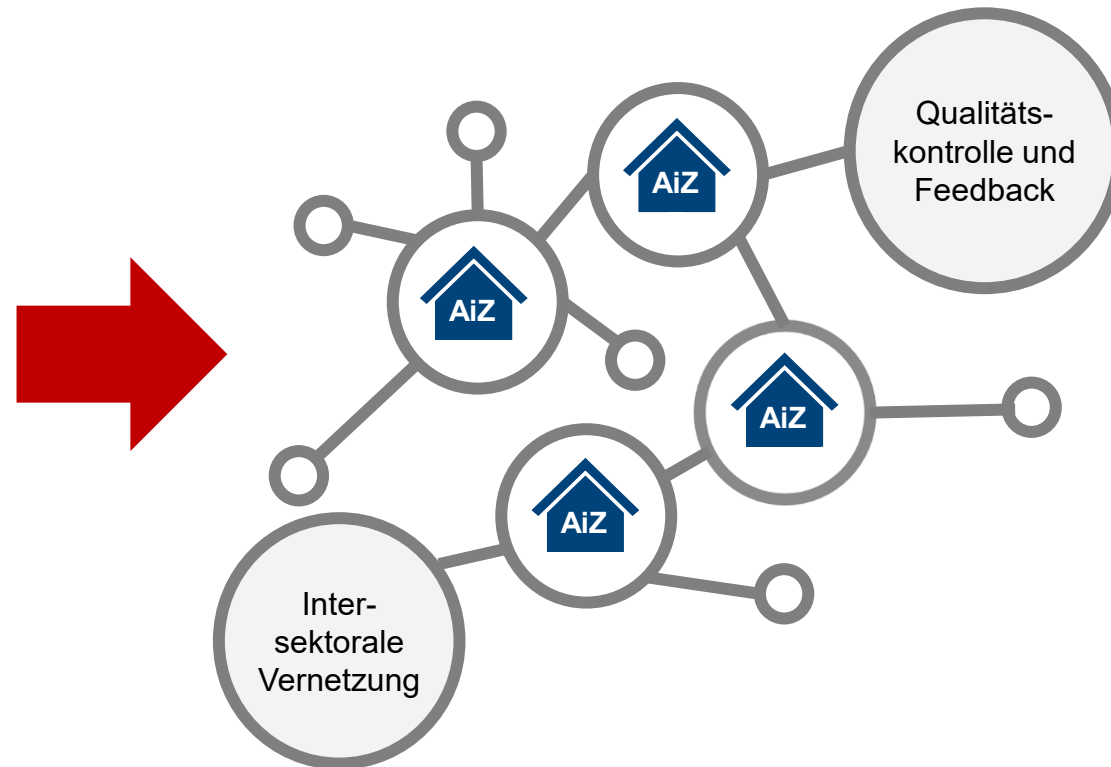 Qualitäts-
kontrolle und
Feedback
AiZ
AiZ
AiZ
AiZ
Inter-
sektorale
Vernetzung